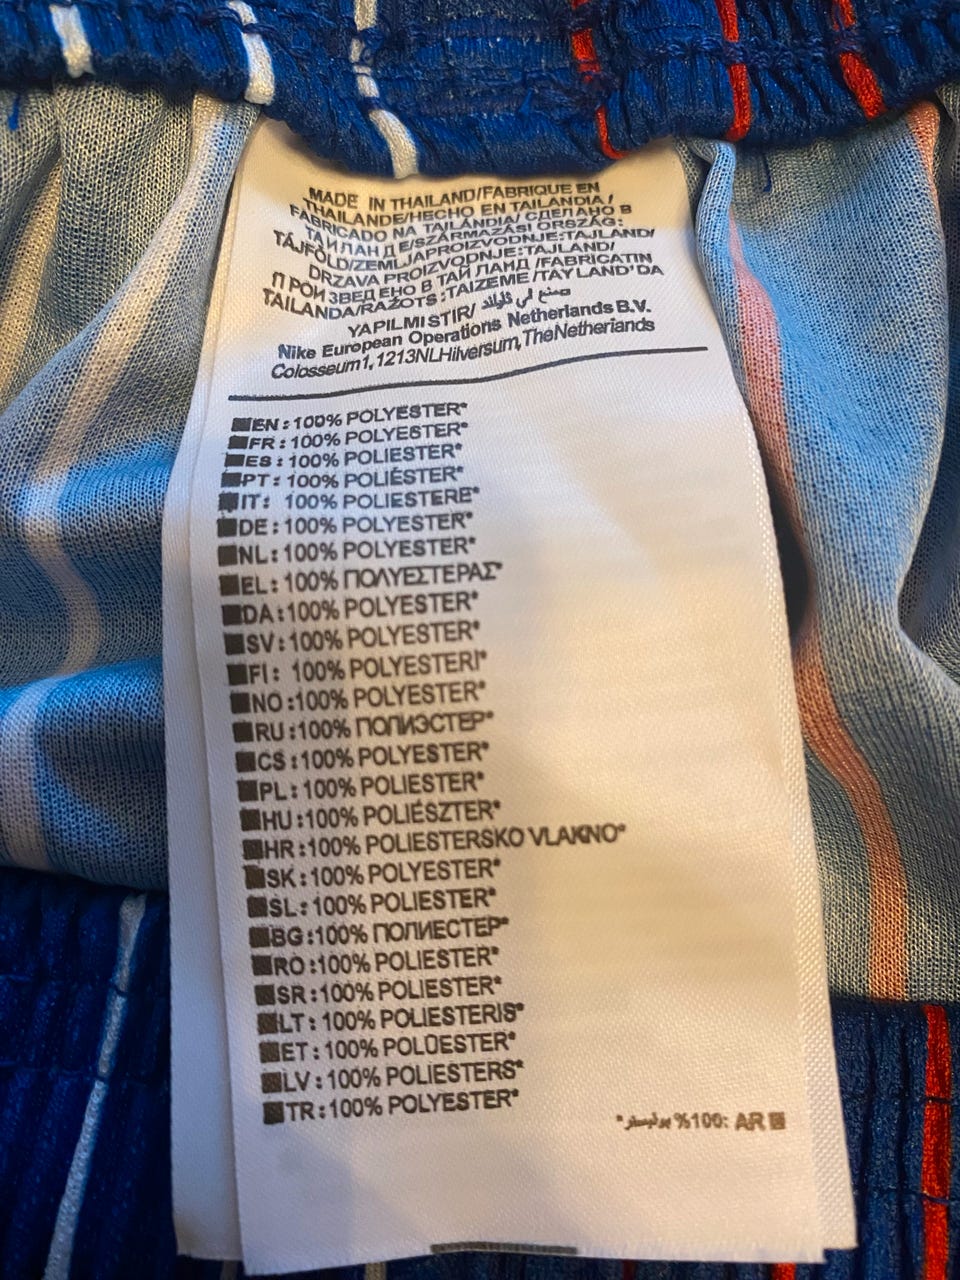 MADE IN THAILAND/FABRIQUE EN
THAILANDE/HECHO EN TAILANDIA/
FABRICADO NA TAILÂNDIA/ СДЕЛАНО В
ТАИЛАНДЕ/SZÁRMAZÁSI ORSZÁG:
TÁJFÖLD/ZEMLJAPROIZVODNJE:TAJLAND/
DRZAVA PROIZVODNJE:TAJLAND/
ПРОИЗВЕДЕНО В ТАЙЛАНД /FABRICATIN
TAILANDA/RAŽOTS :TAIZEME /TAYLAND'DA
YAPILMISTIR/ صنع في
Nike European Operations Netherlands B.V.
Colosseum1, 1213NLHilversum,TheNetherlands
EN : 100% POLYESTER*
FR : 100% POLYESTER*
ES : 100% POLIESTER*
PT : 100% POLIÉSTER*
IT : 100% POLIESTERE*
DE : 100% POLYESTER*
NL : 100% POLYESTER*
EL : 100% ΠΟΛΥΕΣΤΕΡΑΣ*
DA : 100% POLYESTER*
SV : 100% POLYESTER*
FI : 100% POLYESTERI*
NO :100% POLYESTER*
RU :100% ПОЛИЭСТЕР*
CS :100% POLYESTER*
PL : 100% POLIESTER*
HU :100% POLIÉSZTER*
HR :100% POLIESTERSKO VLAKNO*
SK : 100% POLYESTER*
SL : 100% POLIESTER*
BG :100% ПОЛИЕСТЕР*
RO :100% POLIESTER*
SR : 100% POLIESTER*
LT : 100% POLIESTERIS*
ET : 100% POLÜESTER*
LV : 100% POLIESTERS*
TR : 100% POLYESTER*
*بوليستر %100: AR